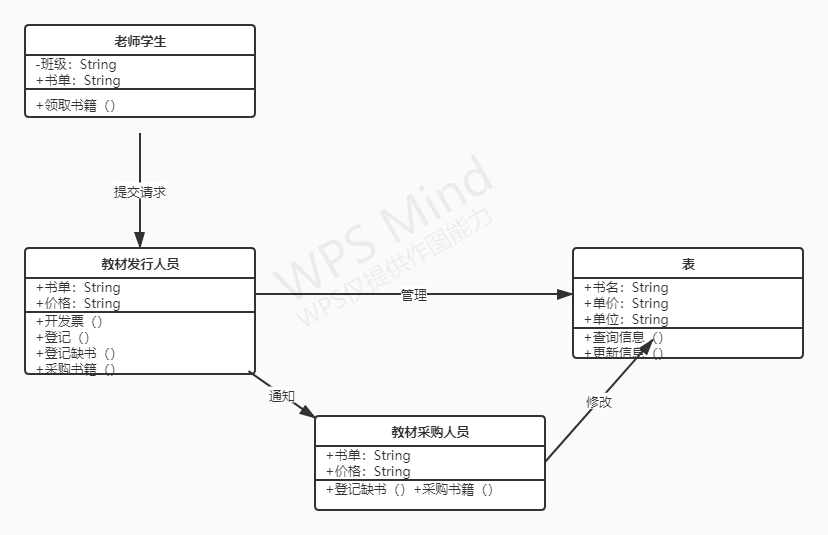 老师学生
-班级：String
+书单：String
+领取书籍（）
提交请求
WPS Mind
WPS仅提供作图能力
教材发行人员
+书单：String
+价格：String
+开发票（）
+登记（）
+登记缺书（）
+采购书籍（）
管理
表
+书名：String
+单价：String
+单位：String
+查询信息（）
+更新信息（）
通知
修改
教材采购人员
+书单：String
+价格：String
+登记缺书（）+采购书籍（）